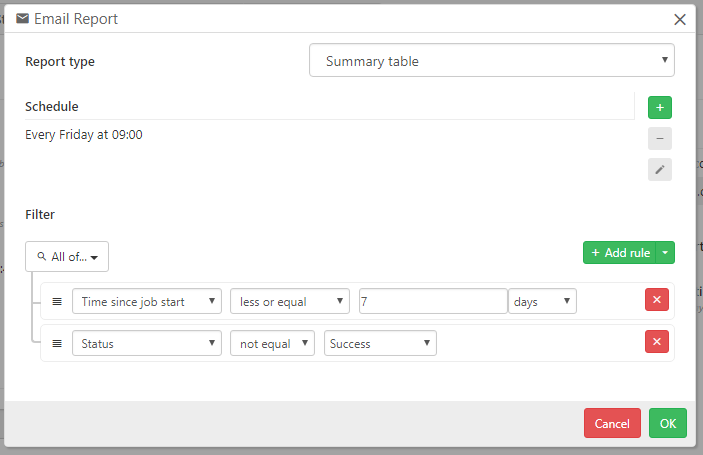 Email Report
Report type
Summary table
Schedule
Every Friday at 09:00
Filter
All of...
Add rule
Time since job start less or equal 7 days
Status not equal Success
Cancel OK